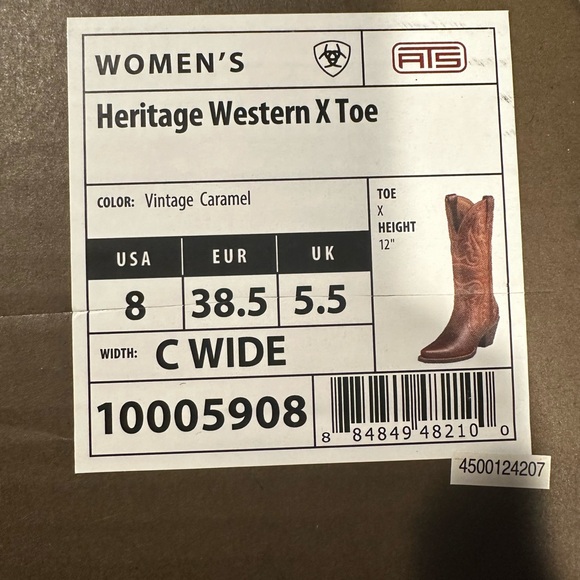 WOMEN'S
ATS
Heritage Western X Toe
COLOR: Vintage Caramel
TOE
X
HEIGHT
12"
USA EUR UK
8 38.5 5.5
WIDTH: C WIDE
10005908
8 84849 48210 0
4500124207